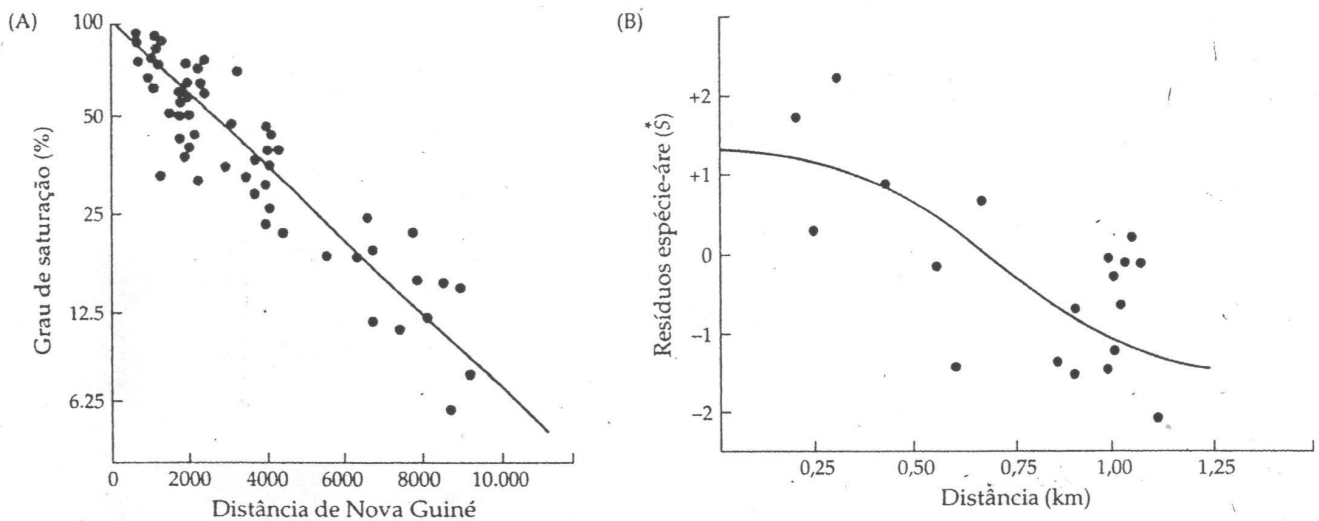 (A)
100
50
25
12.5
6.25
Grau de saturação (%)
0 2000 4000 6000 8000 10.000
Distância de Nova Guiné
(B)
+2
+1
0
−1
−2
Resíduos espécie-áre (Ṡ)
0,25 0,50 0,75 1,00 1,25
Distância (km)